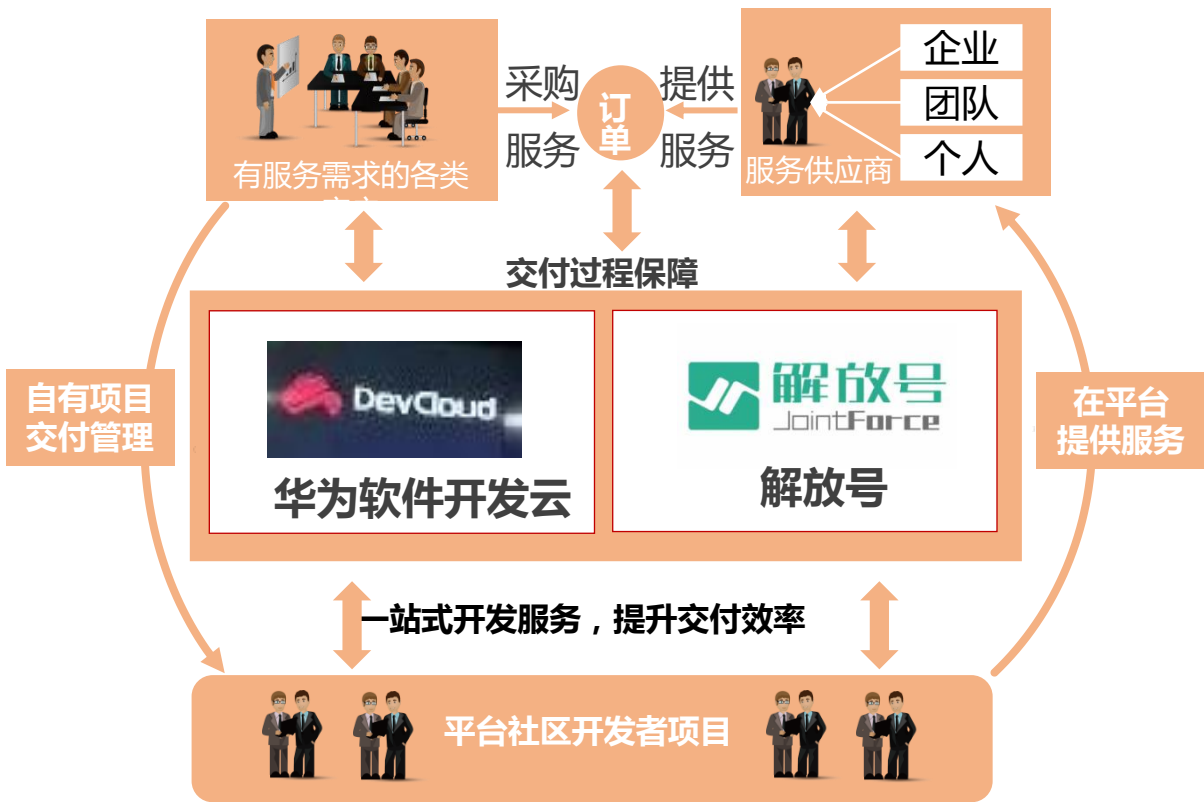 采购
服务
订
单
提供
服务
企业
团队
个人
有服务需求的各类
服务供应商
交付过程保障
自有项目
交付管理
DevCloud
华为软件开发云
解放号
JointForce
解放号
在平台
提供服务
一站式开发服务，提升交付效率
平台社区开发者项目